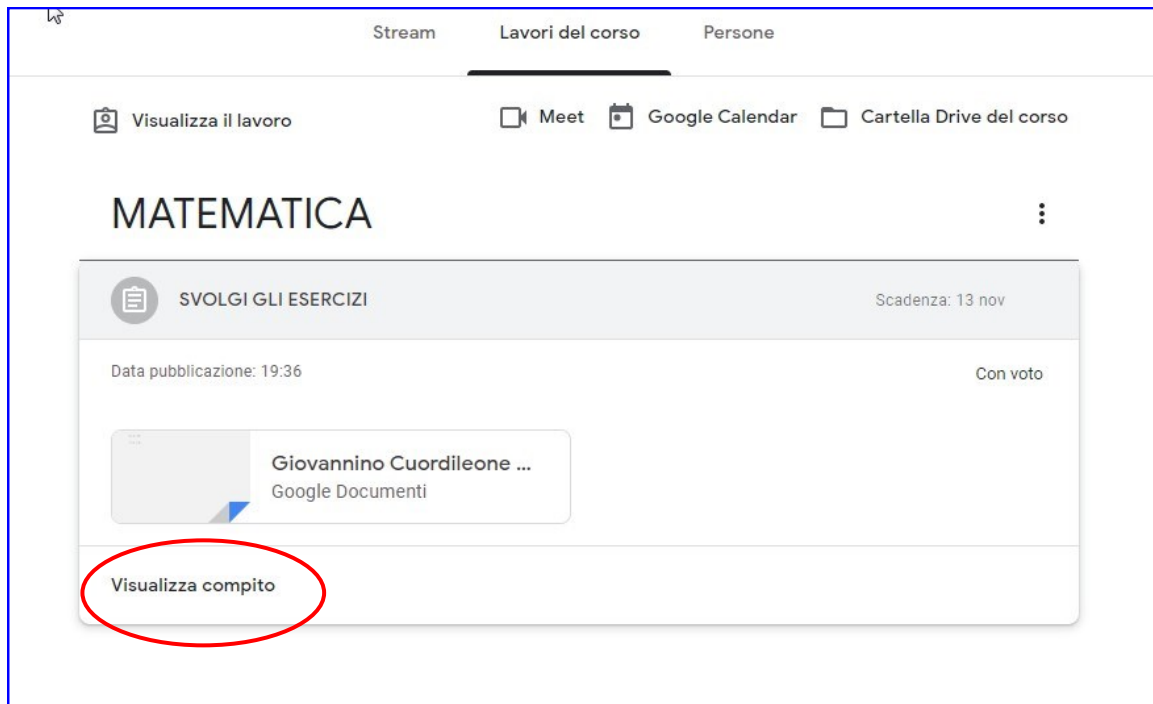 Stream Lavori del corso Persone
Visualizza il lavoro Meet Google Calendar Cartella Drive del corso
MATEMATICA
SVOLGI GLI ESERCIZI Scadenza: 13 nov
Data pubblicazione: 19:36 Con voto
Giovannino Cuordileone ...
Google Documenti
Visualizza compito